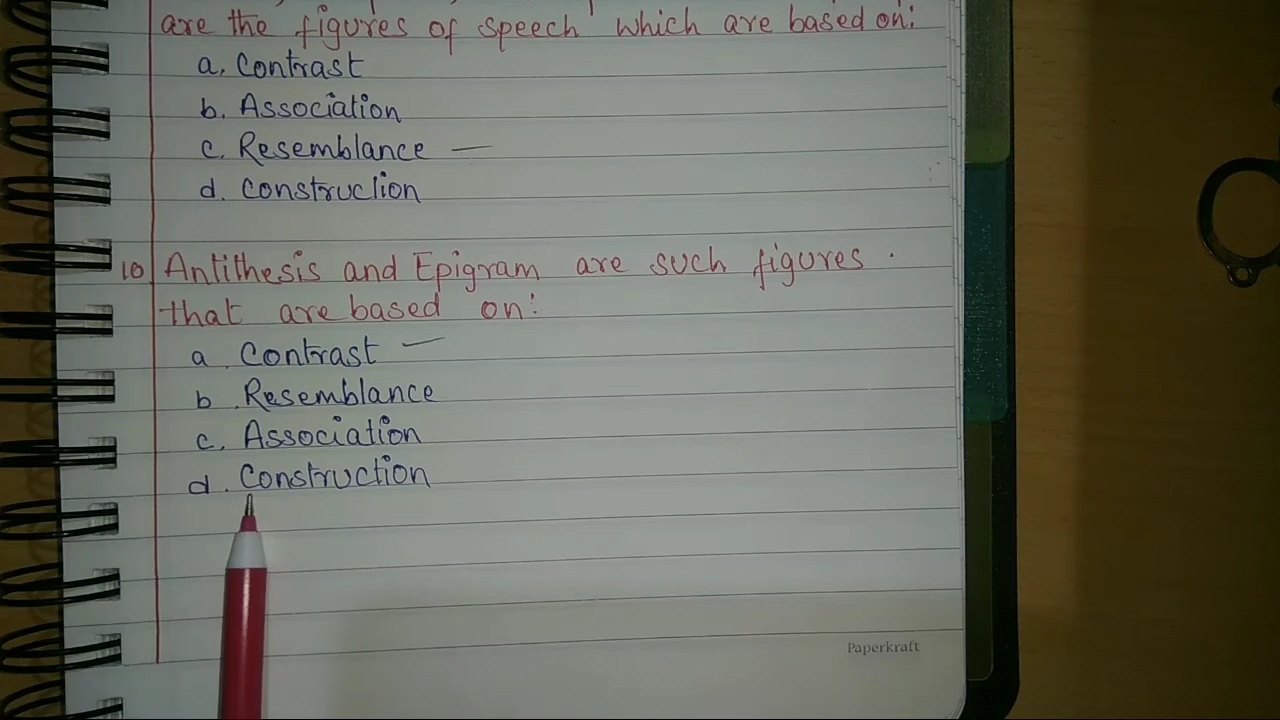 are the figures of speech which are based on:
a. Contrast
b. Association
c. Resemblance —
d. Construction
10 Antithesis and Epigram are such figures
that are based on:
a. Contrast —
b. Resemblance
c. Association
d. Construction
Paperkraft